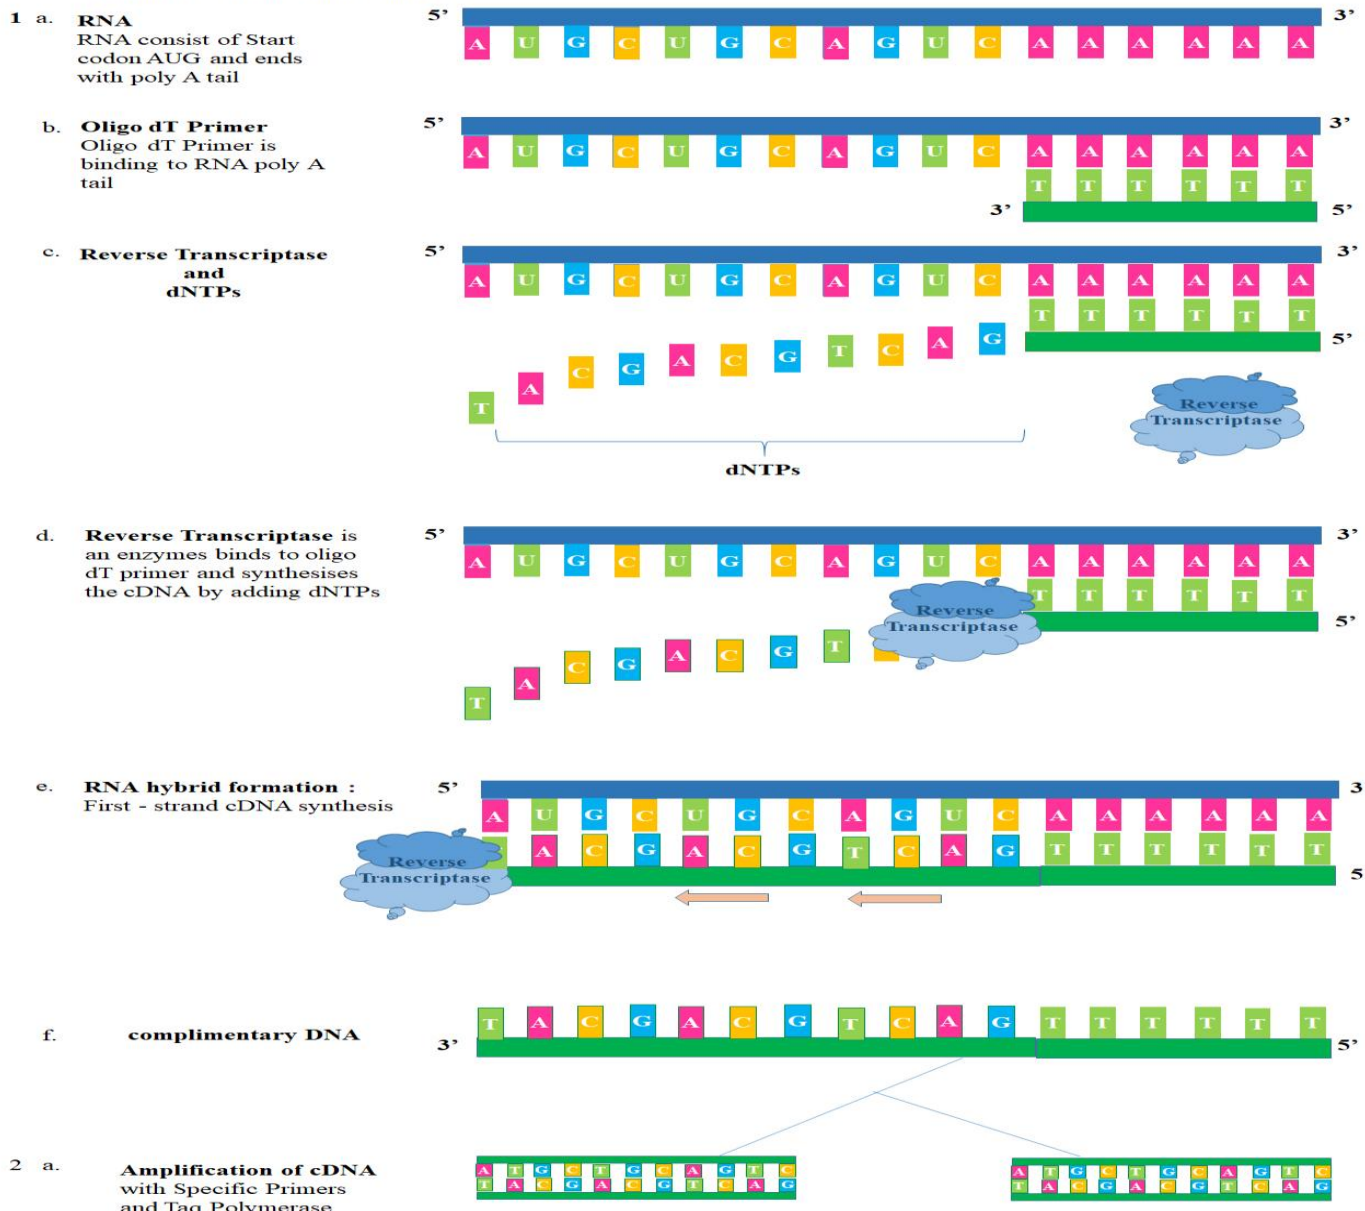 1 a. RNA
RNA consist of Start
codon AUG and ends
with poly A tail
5’ 3’
A U G C U G C A G U C A A A A A A
b. Oligo dT Primer
Oligo dT Primer is
binding to RNA poly A
tail
5’ 3’
A U G C U G C A G U C A A A A A A
T T T T T T
3’ 5’
c. Reverse Transcriptase
and
dNTPs
5’ 3’
A U G C U G C A G U C A A A A A A
T A C G A C G T C A G T T T T T T
5’
Reverse
Transcriptase
dNTPs
d. Reverse Transcriptase is
an enzymes binds to oligo
dT primer and synthesises
the cDNA by adding dNTPs
5’ 3’
A U G C U G C A G U C A A A A A A
T A C G A C G T T T T T T T
Reverse
Transcriptase
5’
e. RNA hybrid formation :
First - strand cDNA synthesis
5’ 3
A U G C U G C A G U C A A A A A A
A C G A C G T C A G T T T T T T
Reverse
Transcriptase
5
f. complimentary DNA
T A C G A C G T C A G T T T T T T
3’ 5’
2 a. Amplification of cDNA
with Specific Primers
and Taq Polymerase
A T G C T G C A G T C
T A C G A C G T C A G
A T G C T G C A G T C
T A C G A C G T C A G